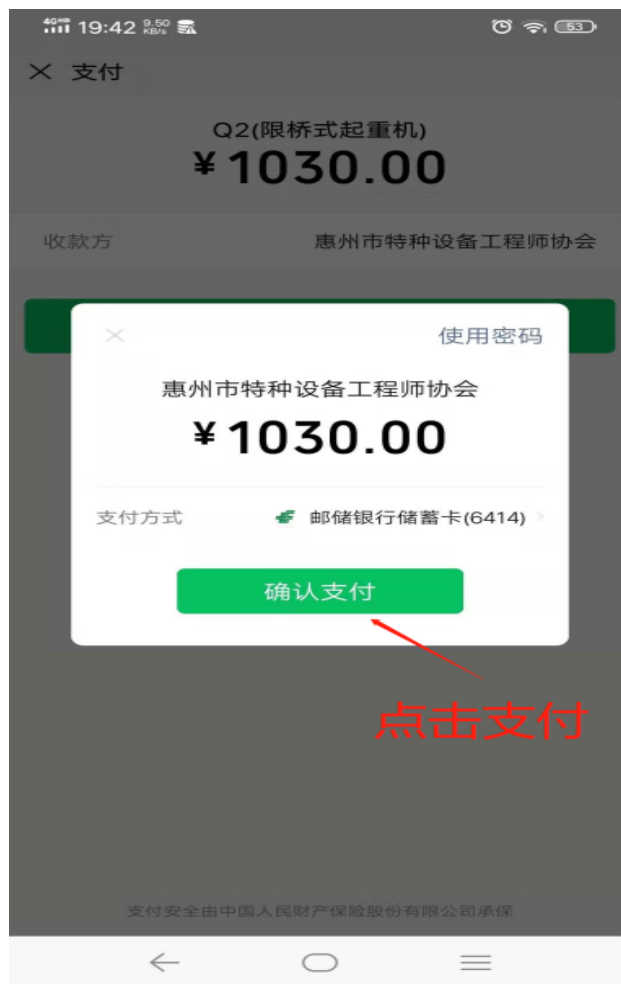 4GHD 19:42 9.50 KB/s 53
支付
Q2(限桥式起重机)
¥1030.00
收款方 惠州市特种设备工程师协会
使用密码
惠州市特种设备工程师协会
¥1030.00
支付方式 邮储银行储蓄卡(6414)
确认支付
点击支付
支付安全由中国人民财产保险股份有限公司承保